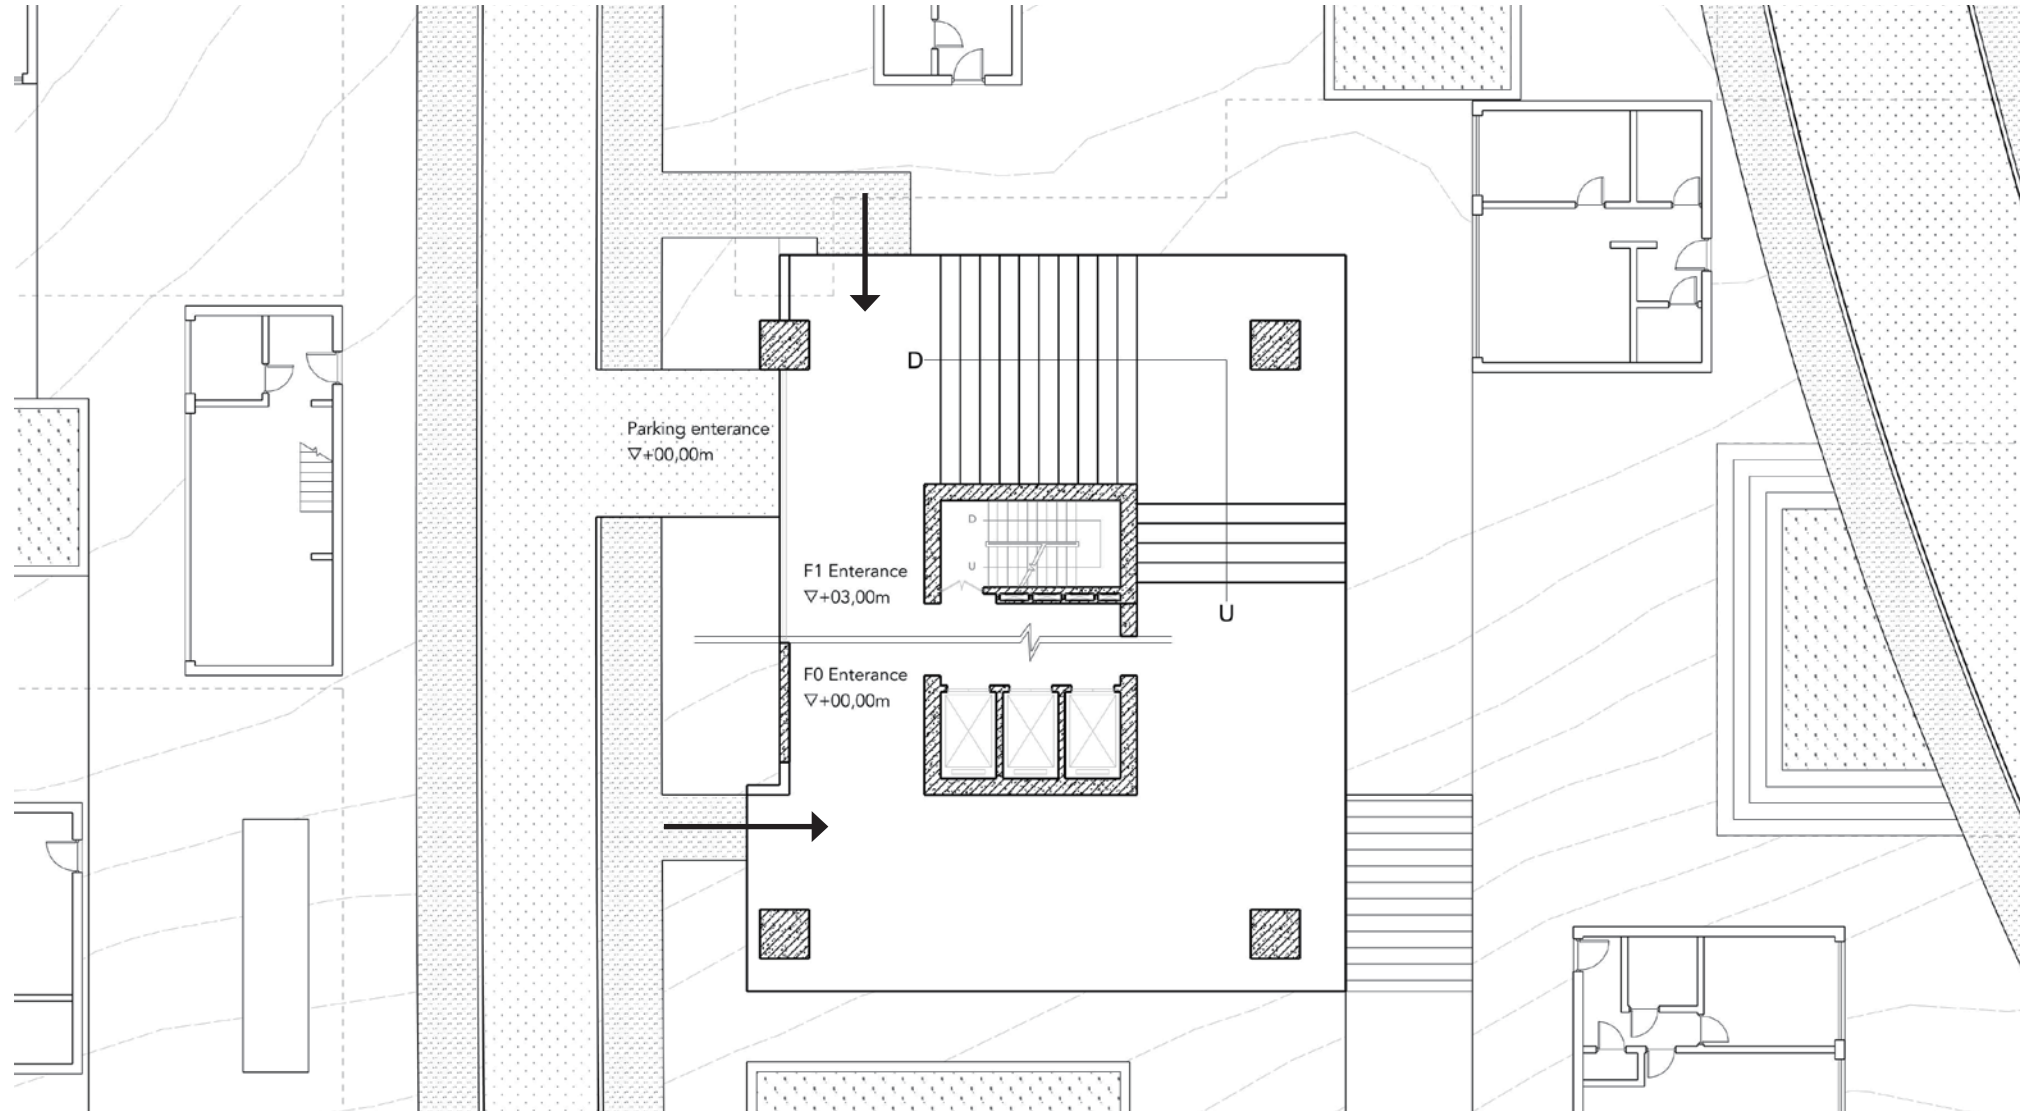 D
Parking enterance
▽+00,00m
D
F1 Enterance
▽+03,00m
U
U
F0 Enterance
▽+00,00m